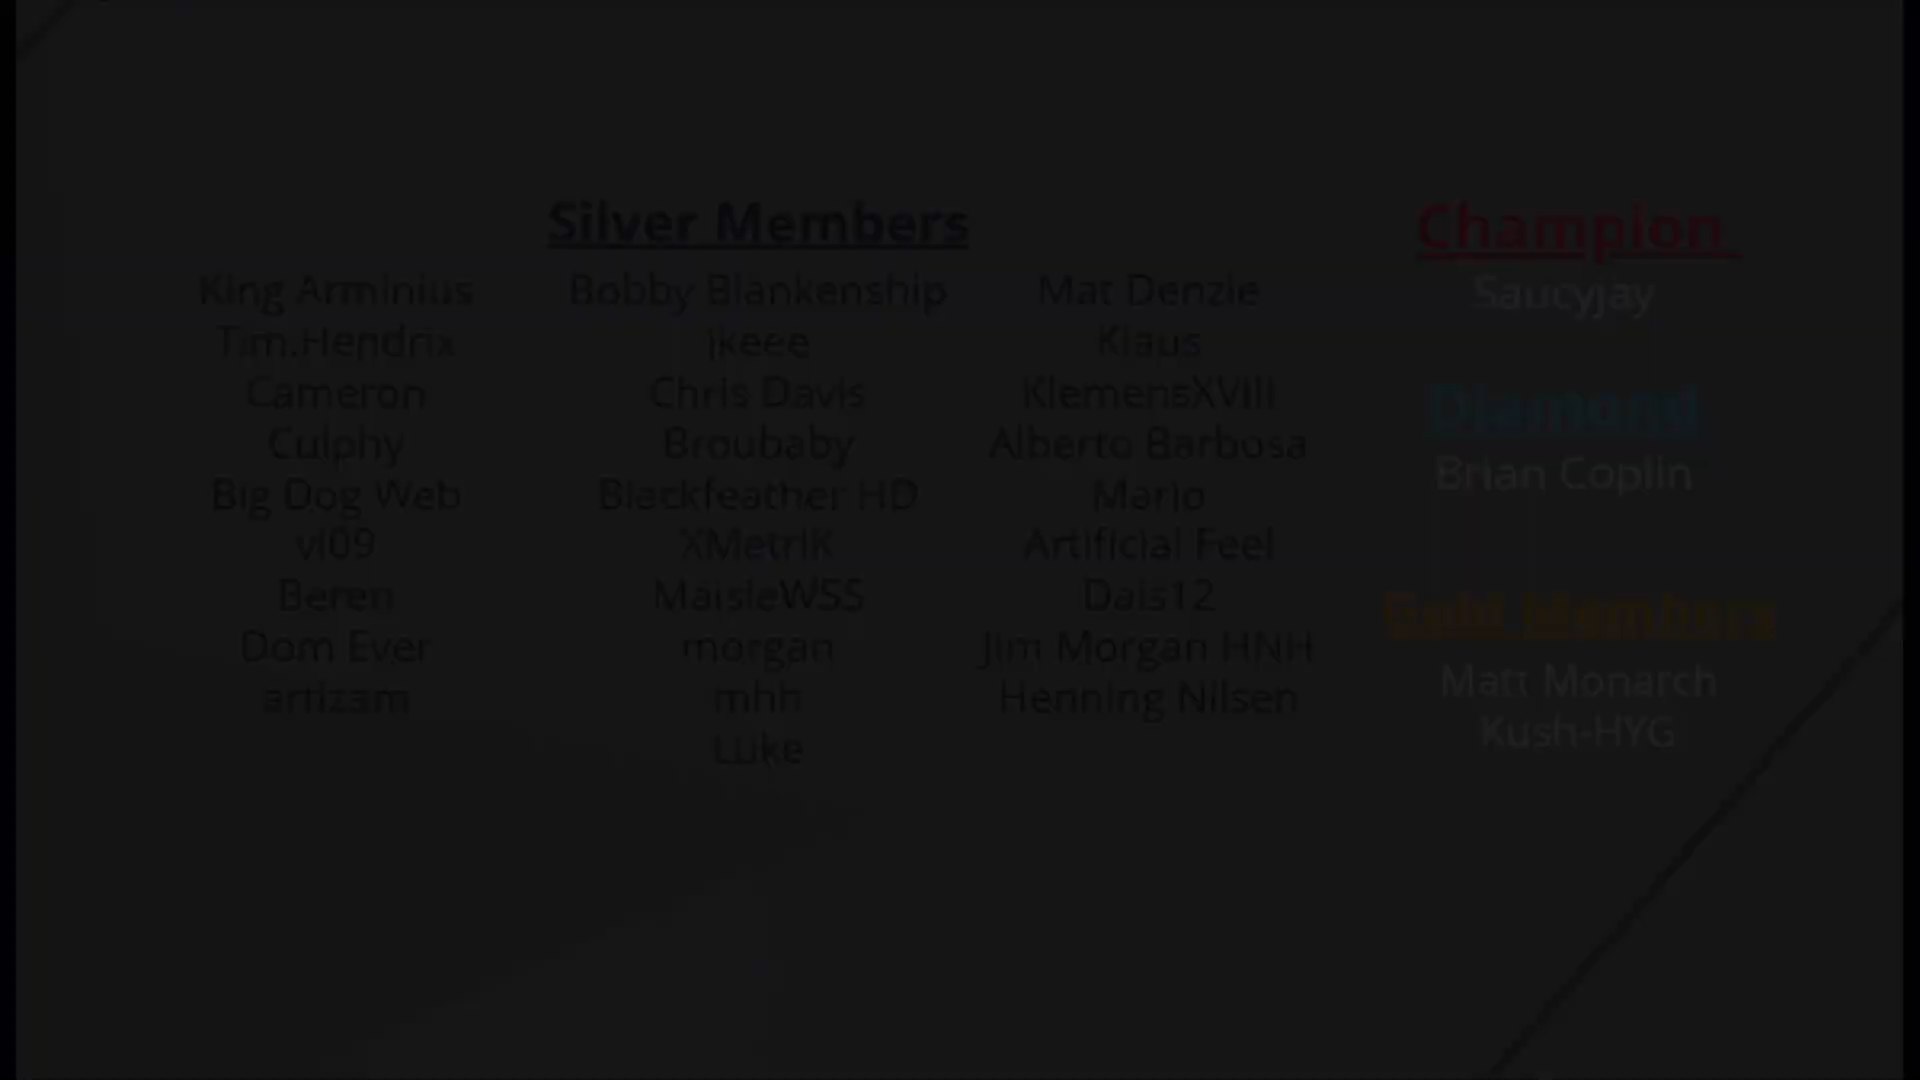 Silver Members
King Arminius
Tim.Hendrix
Cameron
Culphy
Big Dog Web
vl09
Beren
Dom Ever
artizam
Bobby Blankenship
ikeee
Chris Davis
Broubaby
Blackfeather HD
XMetriK
MaisieWSS
morgan
mhh
Luke
Mat Denzie
Klaus
KlemensXVIII
Alberto Barbosa
Mario
Artificial Feel
Dals12
Jim Morgan HNH
Henning Nilsen
Champion
Saucyjay
Diamond
Brian Coplin
Gold Members
Matt Monarch
Kush-HYG